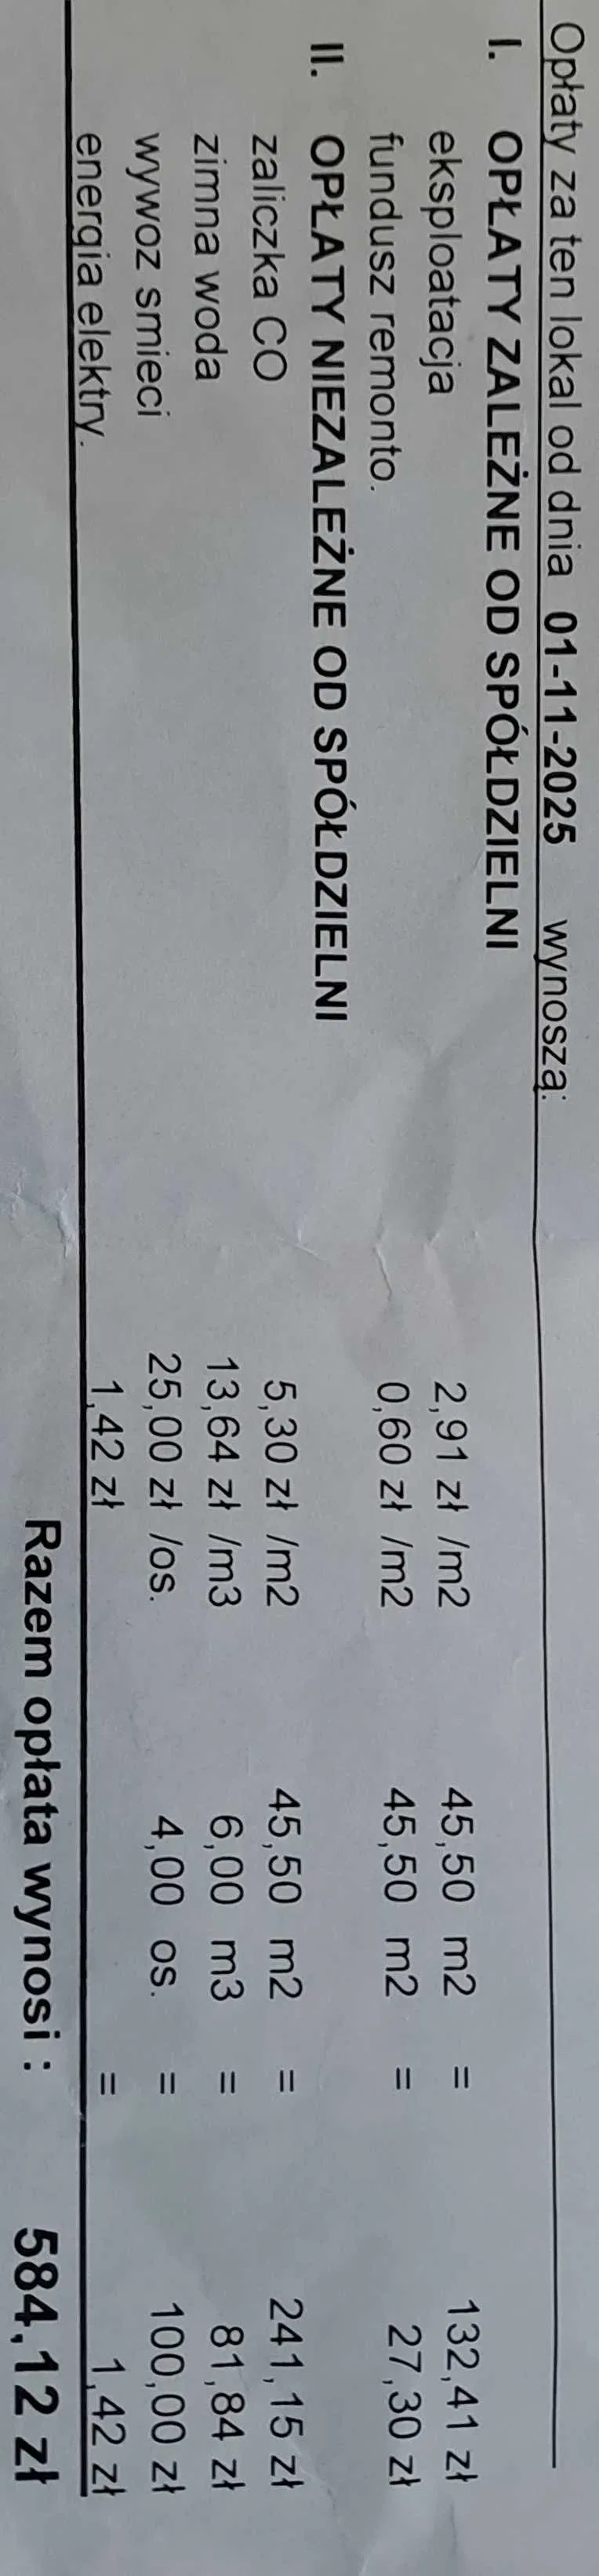 Opłaty za ten lokal od dnia 01-11-2025 wynoszą:
I. OPŁATY ZALEŻNE OD SPÓŁDZIELNI
eksploatacja 2,91 zł /m2 45,50 m2 = 132,41 zł
fundusz remonto. 0,60 zł /m2 45,50 m2 = 27,30 zł
II. OPŁATY NIEZALEŻNE OD SPÓŁDZIELNI
zaliczka CO 5,30 zł /m2 45,50 m2 = 241,15 zł
zimna woda 13,64 zł /m3 6,00 m3 = 81,84 zł
wywoz smieci 25,00 zł /os. 4,00 os. = 100,00 zł
energia elektry. 1,42 zł = 1,42 zł
Razem opłata wynosi : 584,12 zł